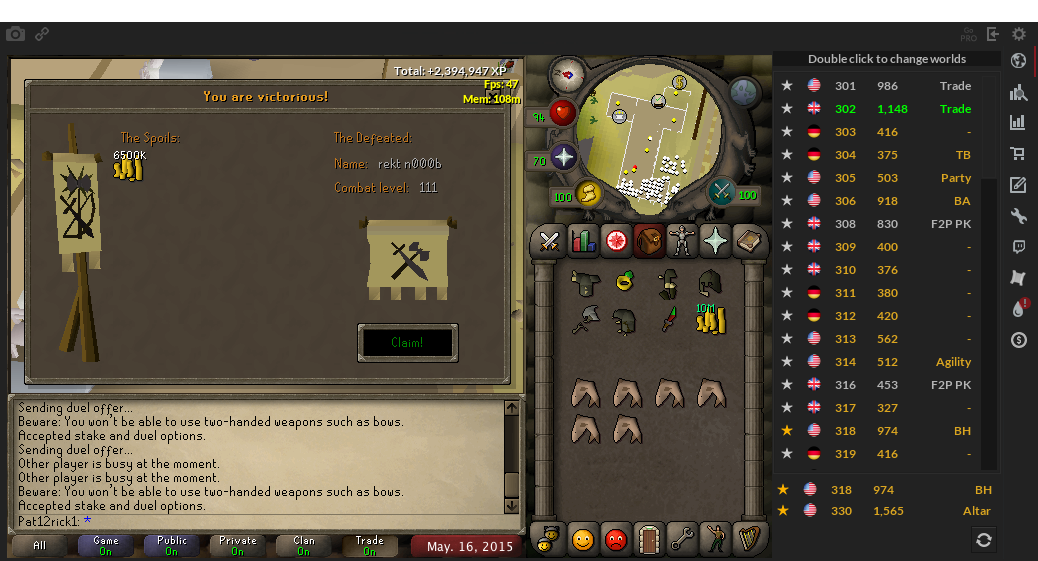 Go
PRO
Total: +2,394,947 XP
Fps: 47
Mem: 108m
You are victorious!
The Spoils:
6500K
The Defeated:
Name: rekt n000b
Combat level: 111
Claim!
94
70
100
100
10M
Sending duel offer...
Beware: You won't be able to use two-handed weapons such as bows.
Accepted stake and duel options.
Sending duel offer...
Other player is busy at the moment.
Other player is busy at the moment.
Beware: You won't be able to use two-handed weapons such as bows.
Accepted stake and duel options.
Pat12rick1: *
All
Game
On
Public
On
Private
On
Clan
On
Trade
On
May. 16, 2015
Double click to change worlds
301 986 Trade
302 1,148 Trade
303 416 -
304 375 TB
305 503 Party
306 918 BA
308 830 F2P PK
309 400 -
310 376 -
311 380 -
312 420 -
313 562 -
314 512 Agility
316 453 F2P PK
317 327 -
318 974 BH
319 416 -
318 974 BH
330 1,565 Altar